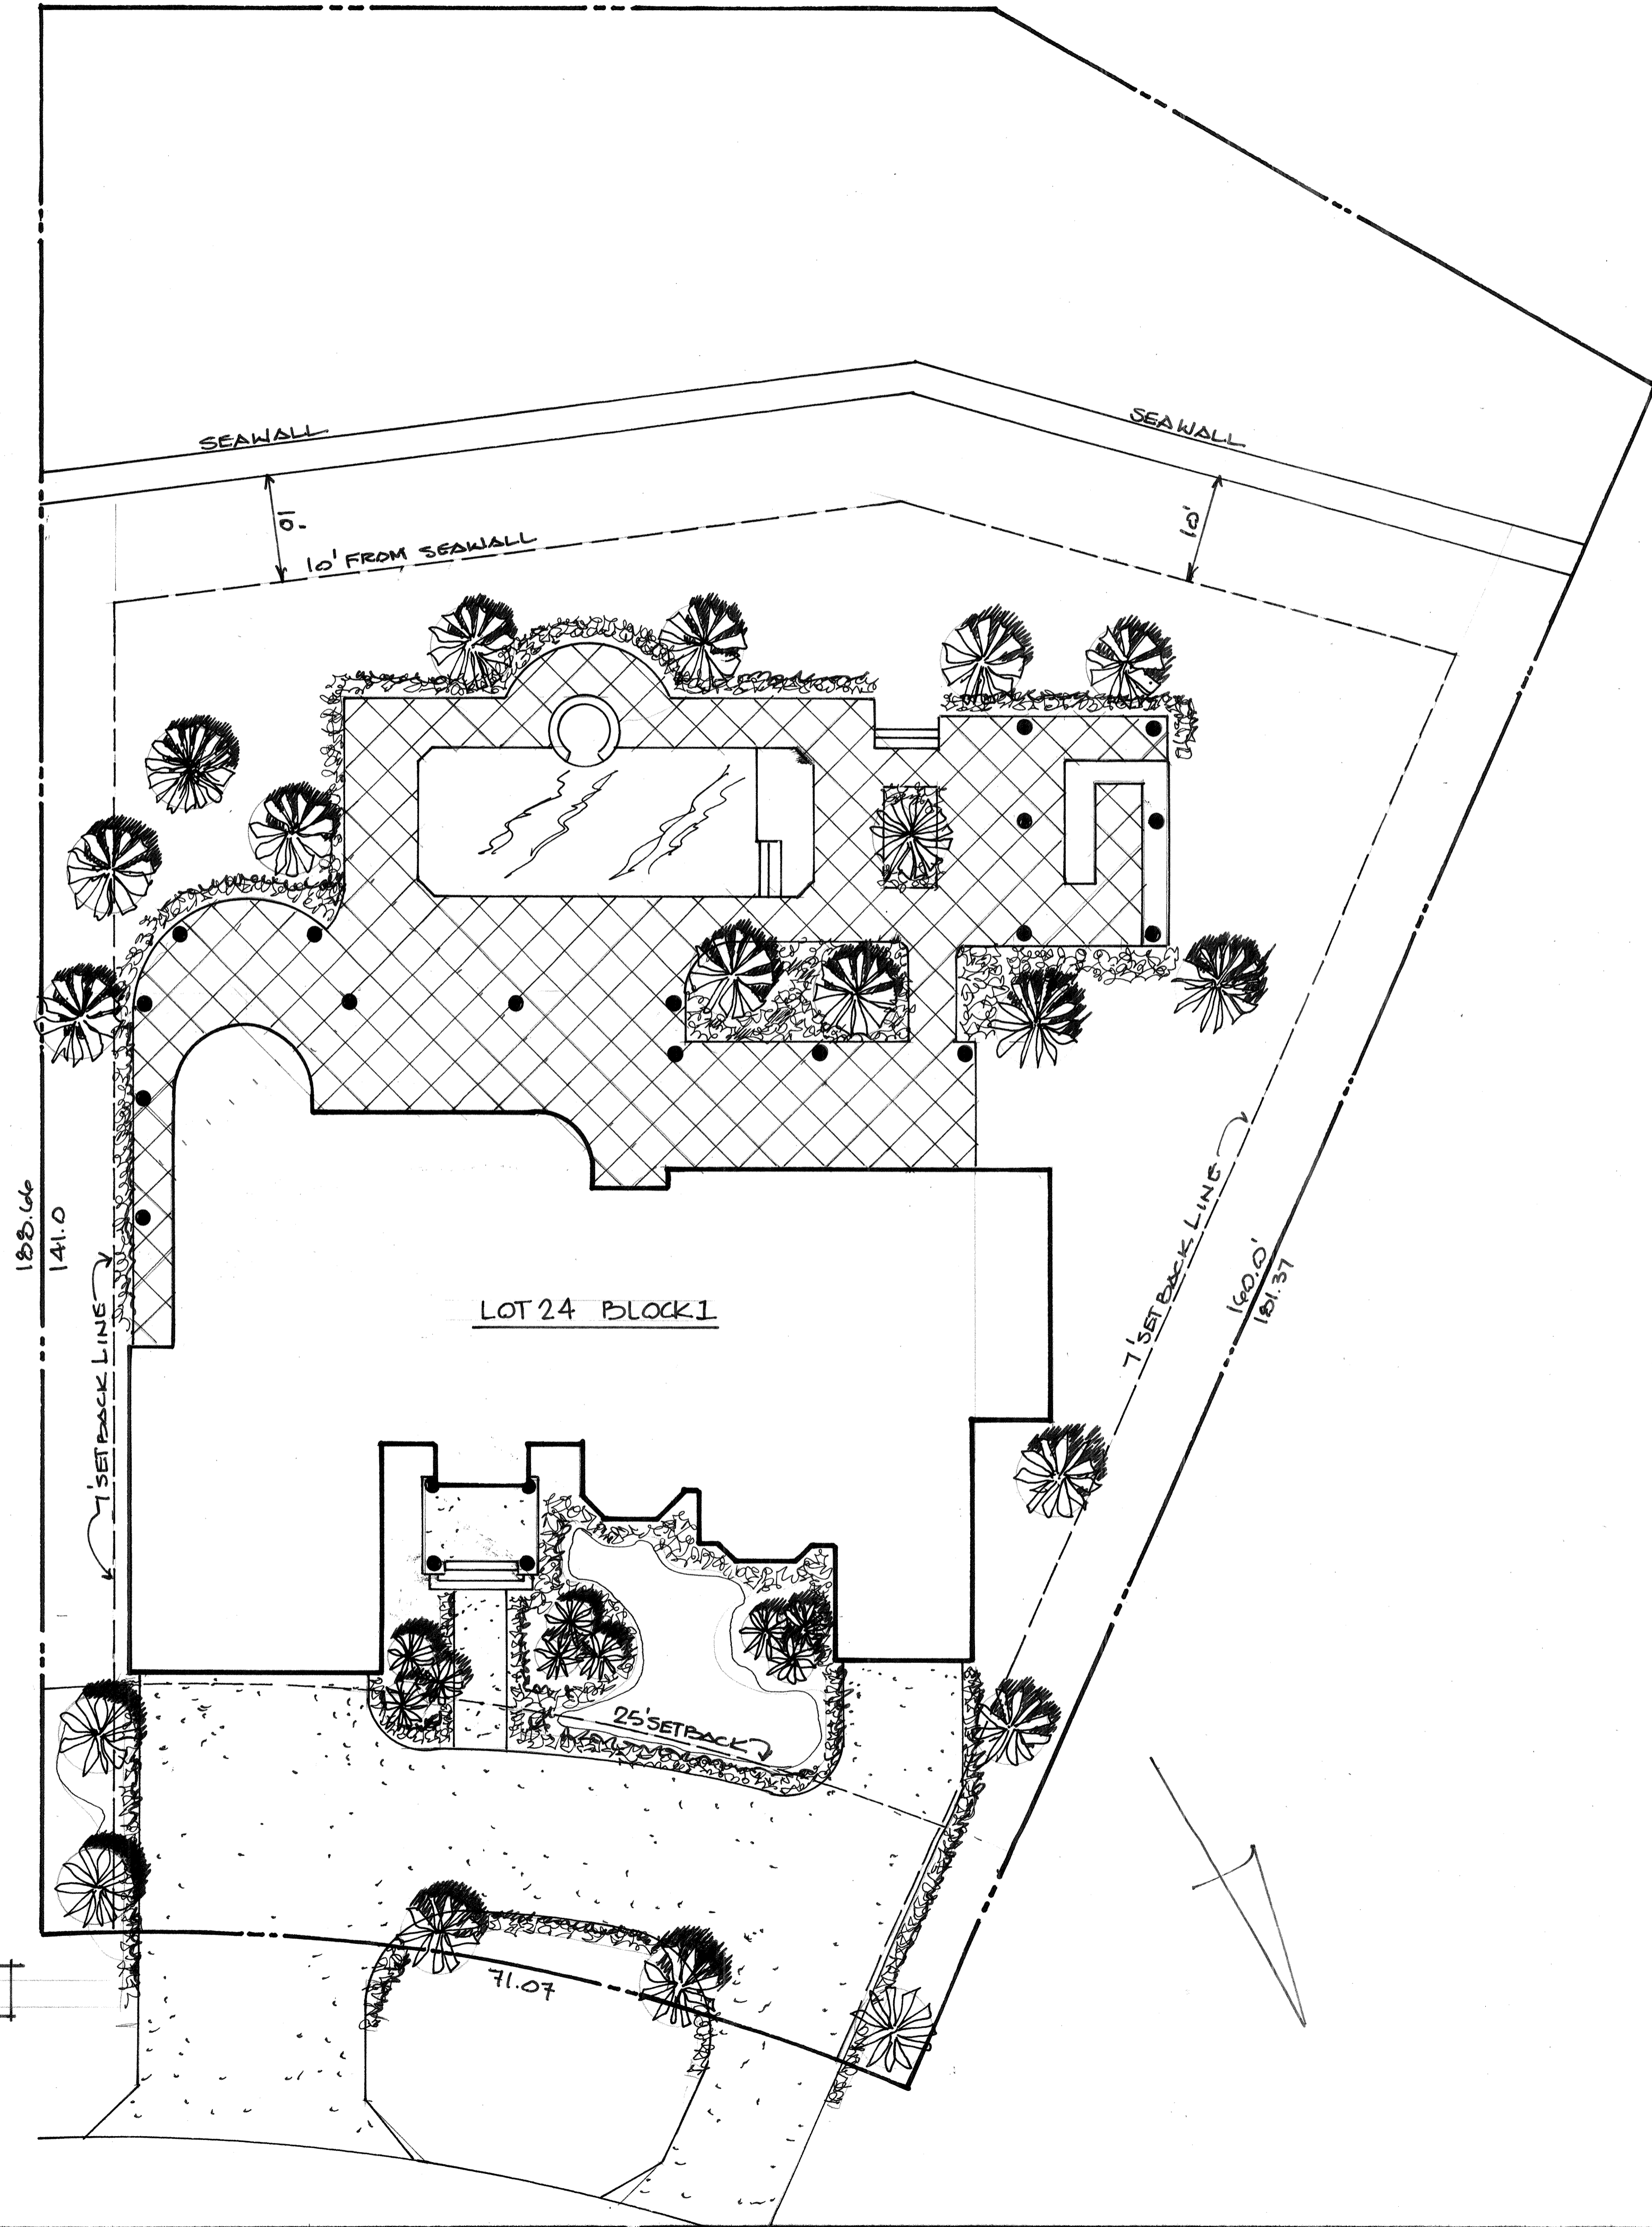 SEAWALL
SEAWALL
10'
10'
10' FROM SEAWALL
188.66
141.0
7' SETBACK LINE
7' SETBACK LINE
160.0'
181.37
LOT 24 BLOCK 1
25' SETBACK
71.07